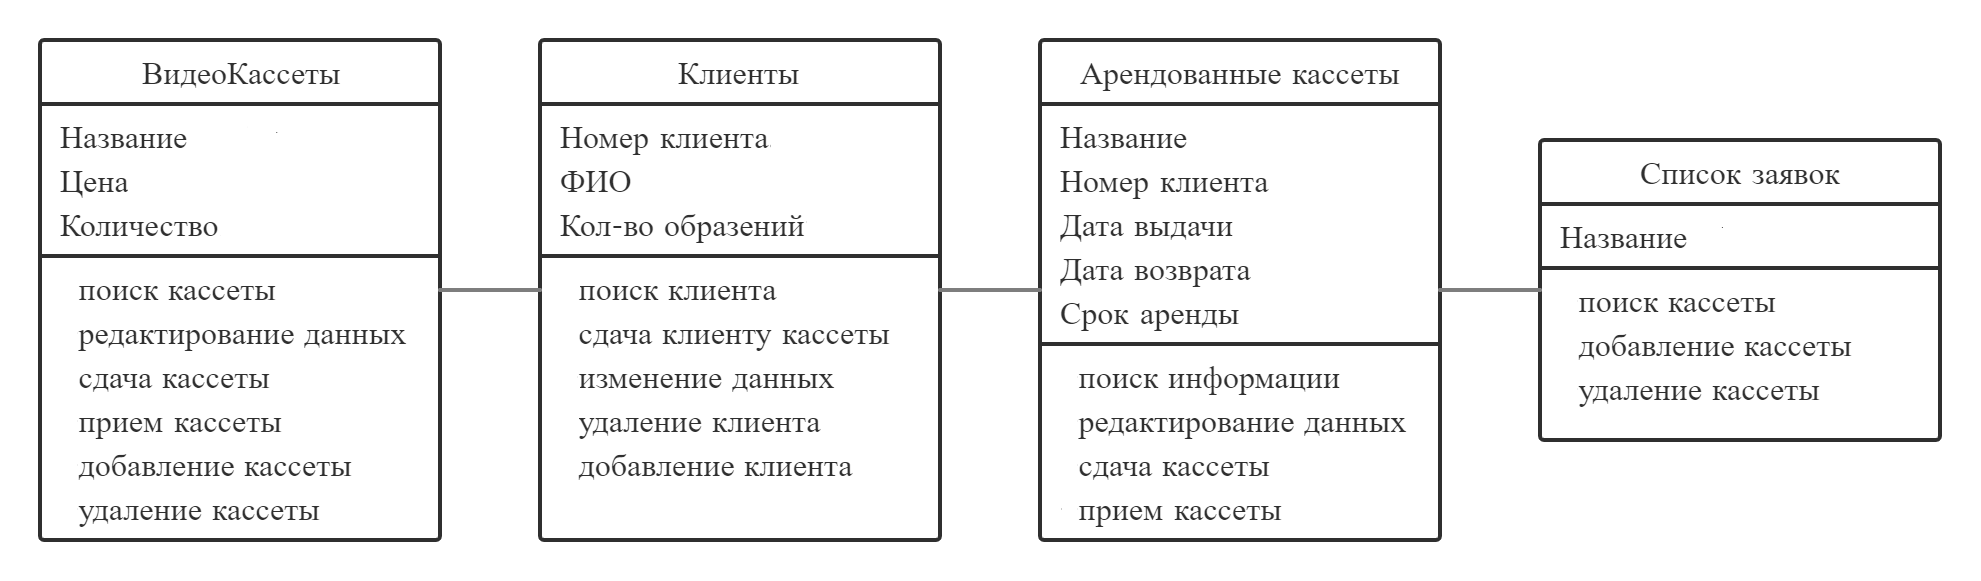 ВидеоКассеты
Название
Цена
Количество
поиск кассеты
редактирование данных
сдача кассеты
прием кассеты
добавление кассеты
удаление кассеты
Клиенты
Номер клиента
ФИО
Кол-во образений
поиск клиента
сдача клиенту кассеты
изменение данных
удаление клиента
добавление клиента
Арендованные кассеты
Название
Номер клиента
Дата выдачи
Дата возврата
Срок аренды
поиск информации
редактирование данных
сдача кассеты
прием кассеты
Список заявок
Название
поиск кассеты
добавление кассеты
удаление кассеты